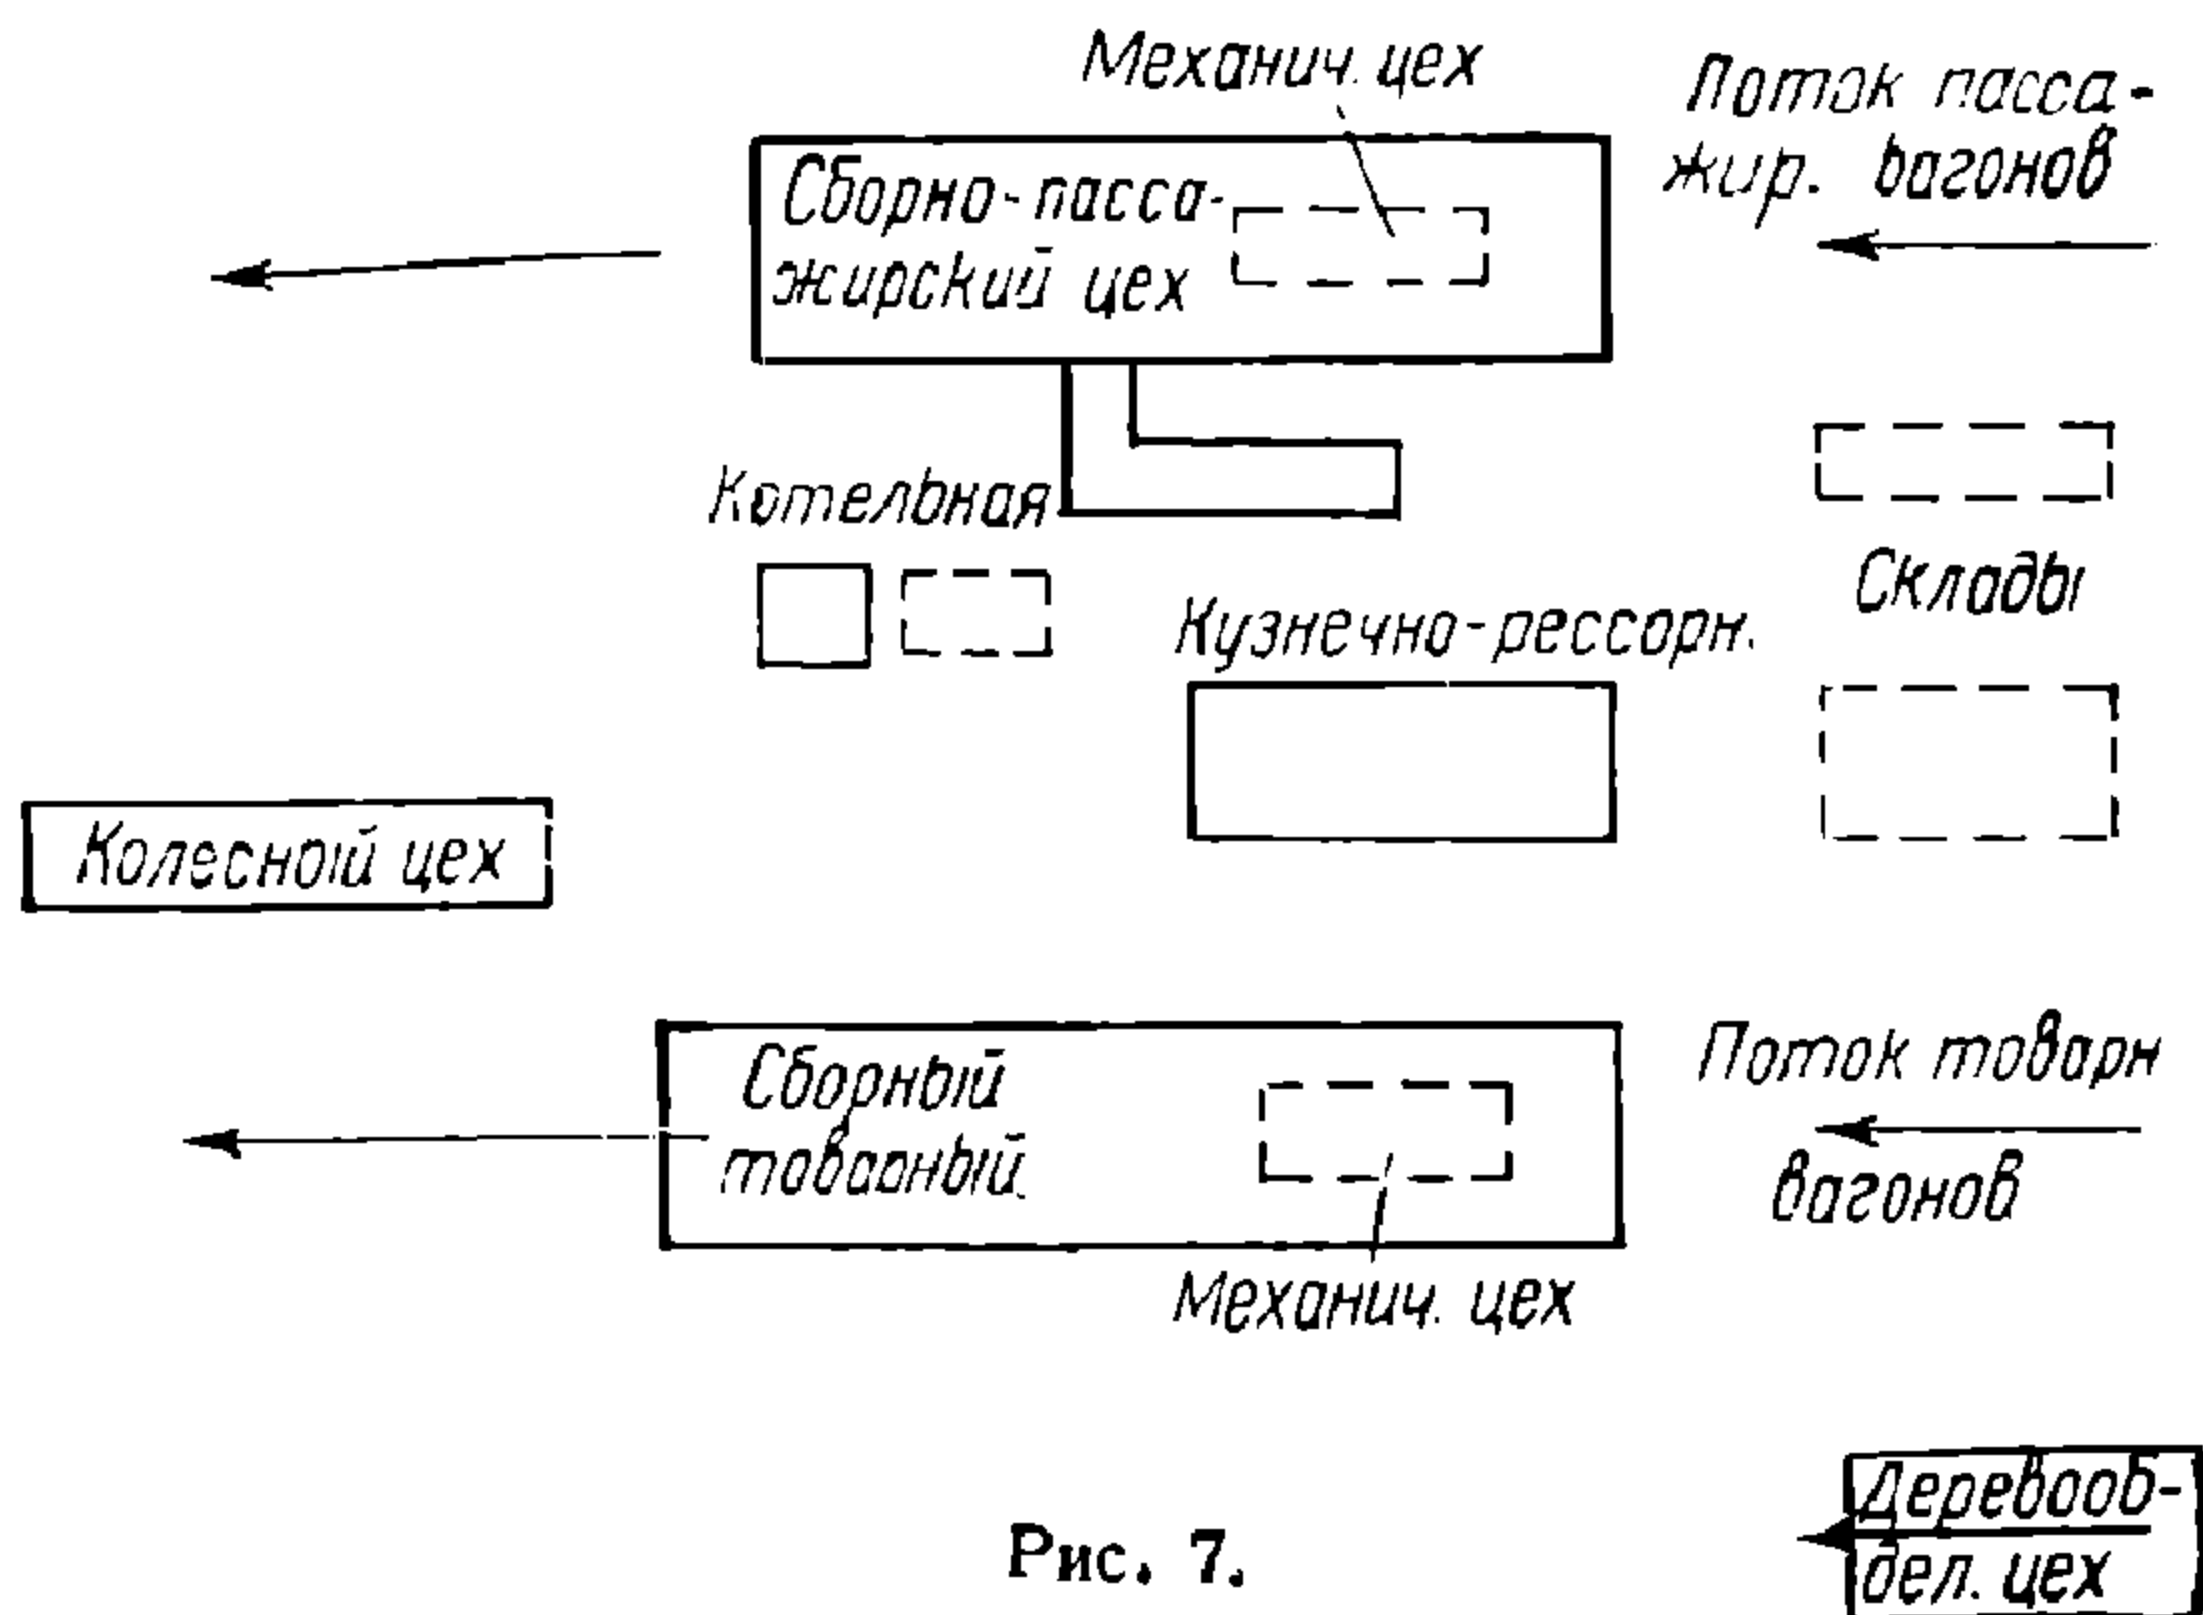 Механич. цех
Поток пасса-
жир. вагонов
Сборно-пасса-
жирский цех
Котельная
Склады
Кузнечно-рессорн.
Колесный цех
Сборный
товарный
Поток товарн
вагонов
Механич. цех
Деревооб-
дел. цех
Рис. 7.